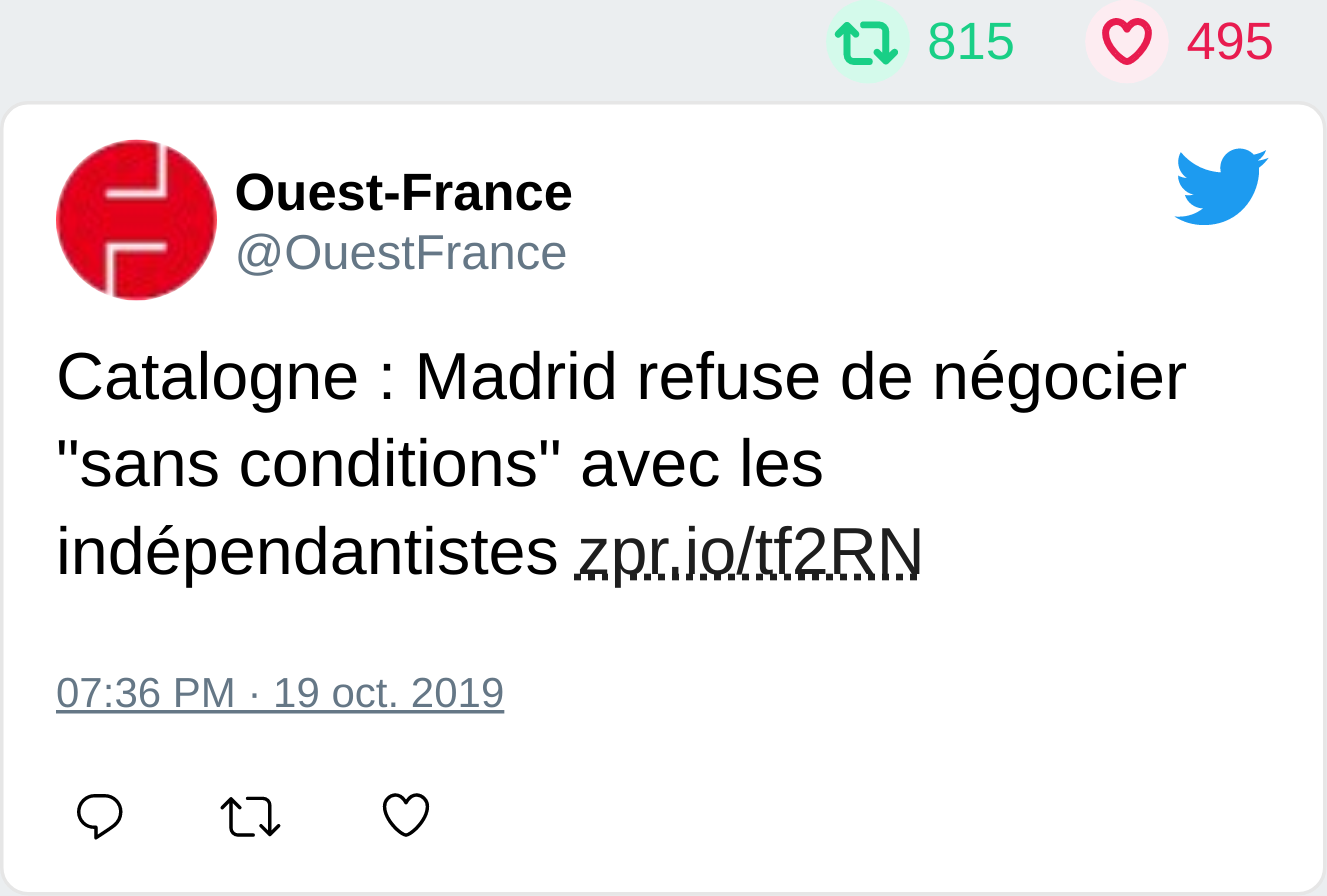 815 495
Ouest-France
@OuestFrance
Catalogne : Madrid refuse de négocier
"sans conditions" avec les
indépendantistes zpr.io/tf2RN
07:36 PM · 19 oct. 2019